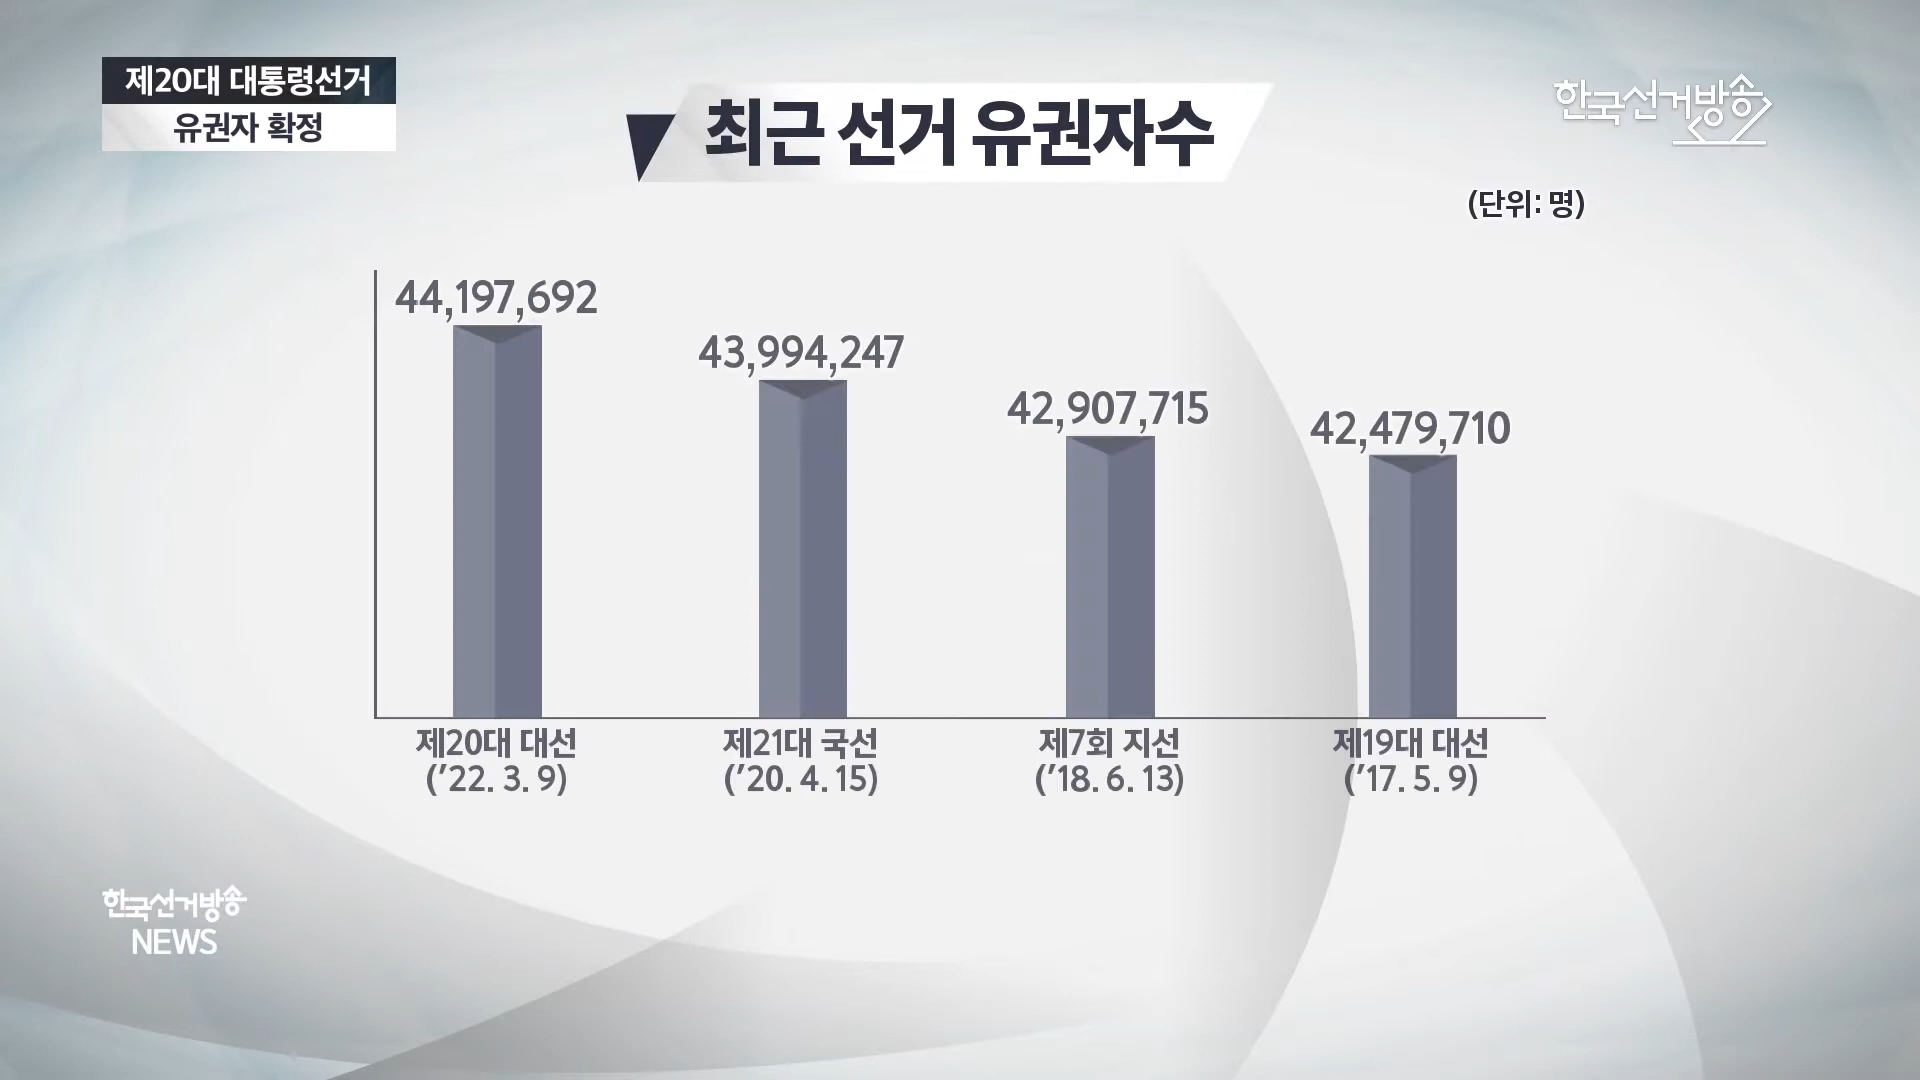 제20대 대통령선거
유권자 확정
최근 선거 유권자수
한국선거방송
(단위: 명)
44,197,692
43,994,247
42,907,715
42,479,710
제20대 대선
('22. 3. 9)
제21대 국선
('20. 4. 15)
제7회 지선
('18. 6. 13)
제19대 대선
('17. 5. 9)
한국선거방송
NEWS